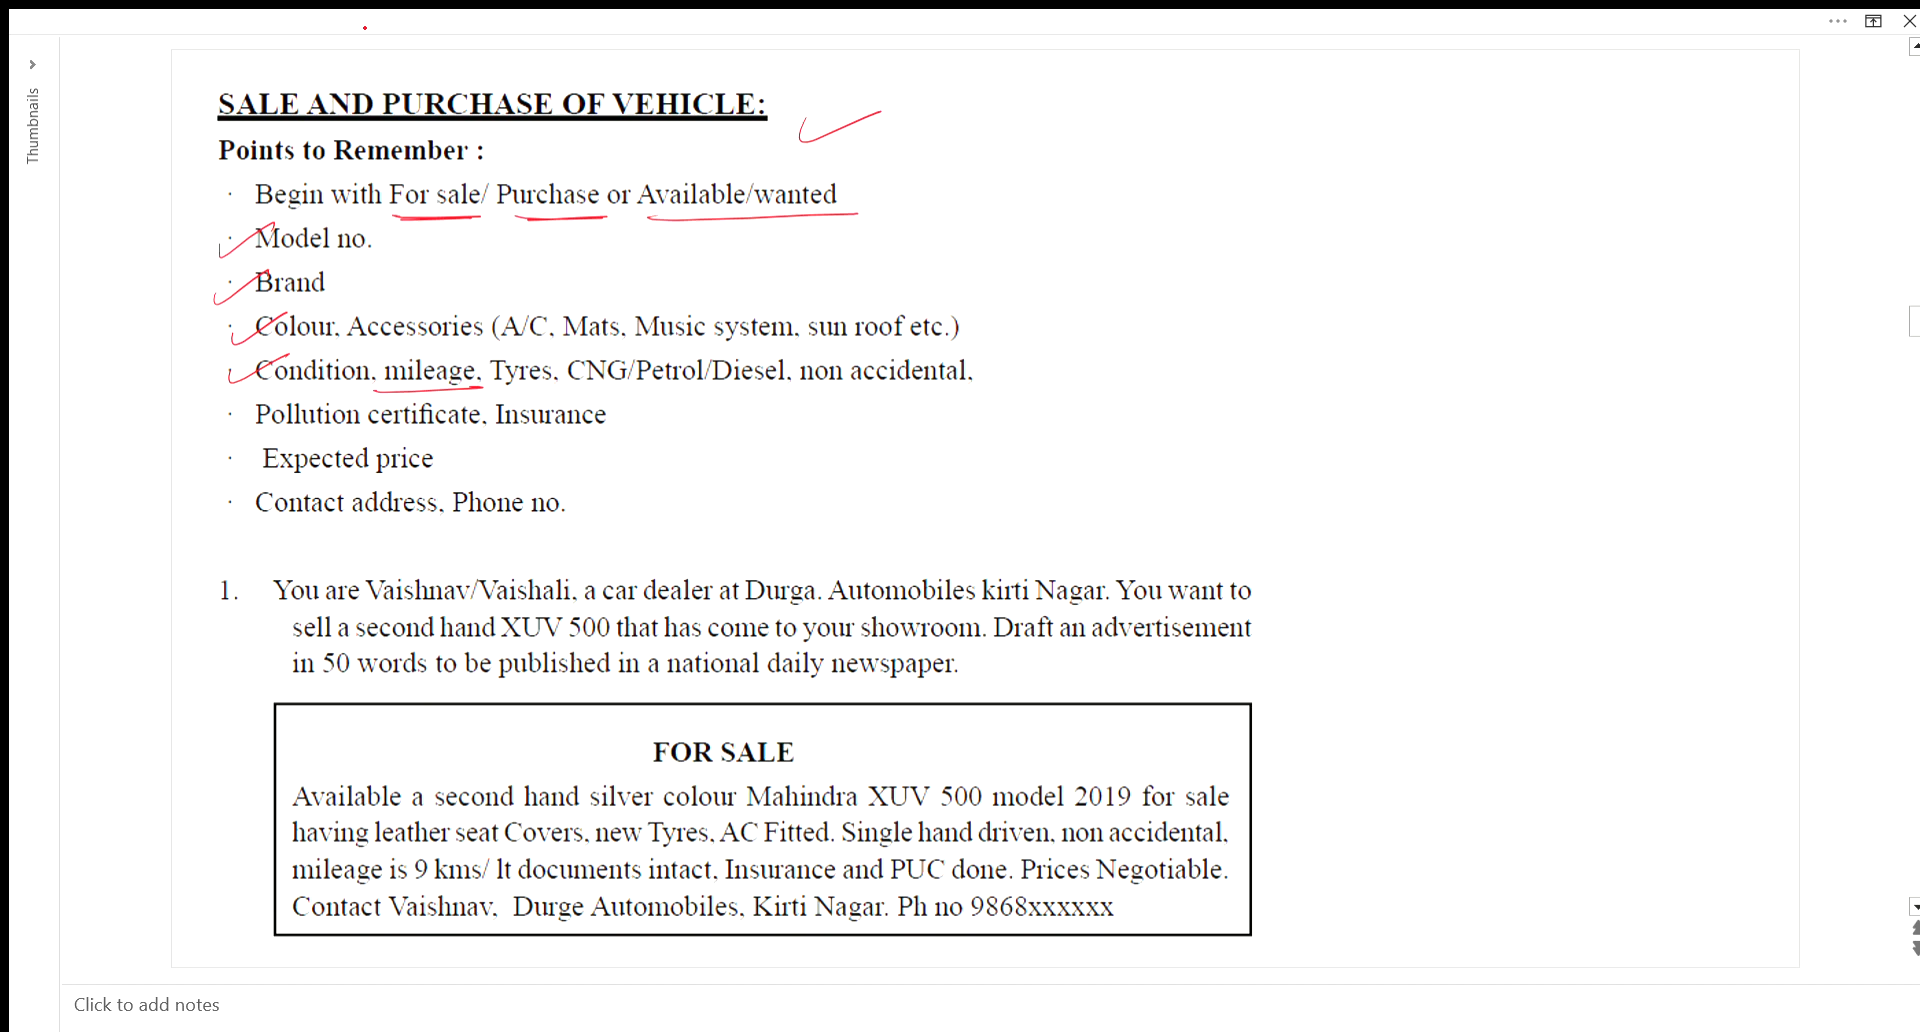 Thumbnails
SALE AND PURCHASE OF VEHICLE:
Points to Remember :
· Begin with For sale/ Purchase or Available/wanted
· Model no.
· Brand
· Colour, Accessories (A/C, Mats, Music system, sun roof etc.)
· Condition, mileage, Tyres, CNG/Petrol/Diesel, non accidental,
· Pollution certificate, Insurance
· Expected price
· Contact address, Phone no.
1. You are Vaishnav/Vaishali, a car dealer at Durga. Automobiles kirti Nagar. You want to
sell a second hand XUV 500 that has come to your showroom. Draft an advertisement
in 50 words to be published in a national daily newspaper.
FOR SALE
Available a second hand silver colour Mahindra XUV 500 model 2019 for sale
having leather seat Covers, new Tyres, AC Fitted. Single hand driven, non accidental,
mileage is 9 kms/ lt documents intact, Insurance and PUC done. Prices Negotiable.
Contact Vaishnav, Durge Automobiles, Kirti Nagar. Ph no 9868xxxxxx
Click to add notes